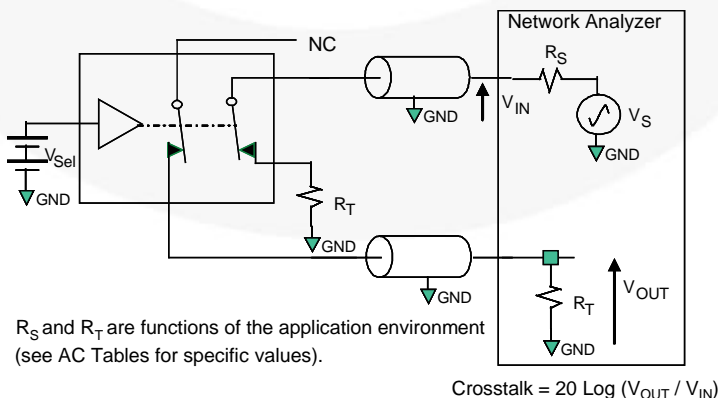 Network Analyzer
NC
R_S
GND
V_IN
V_S
GND
V_Sel
GND
R_T
GND
GND
V_OUT
R_T
GND
R_S and R_T are functions of the application environment
(see AC Tables for specific values).
Crosstalk = 20 Log (V_OUT / V_IN)